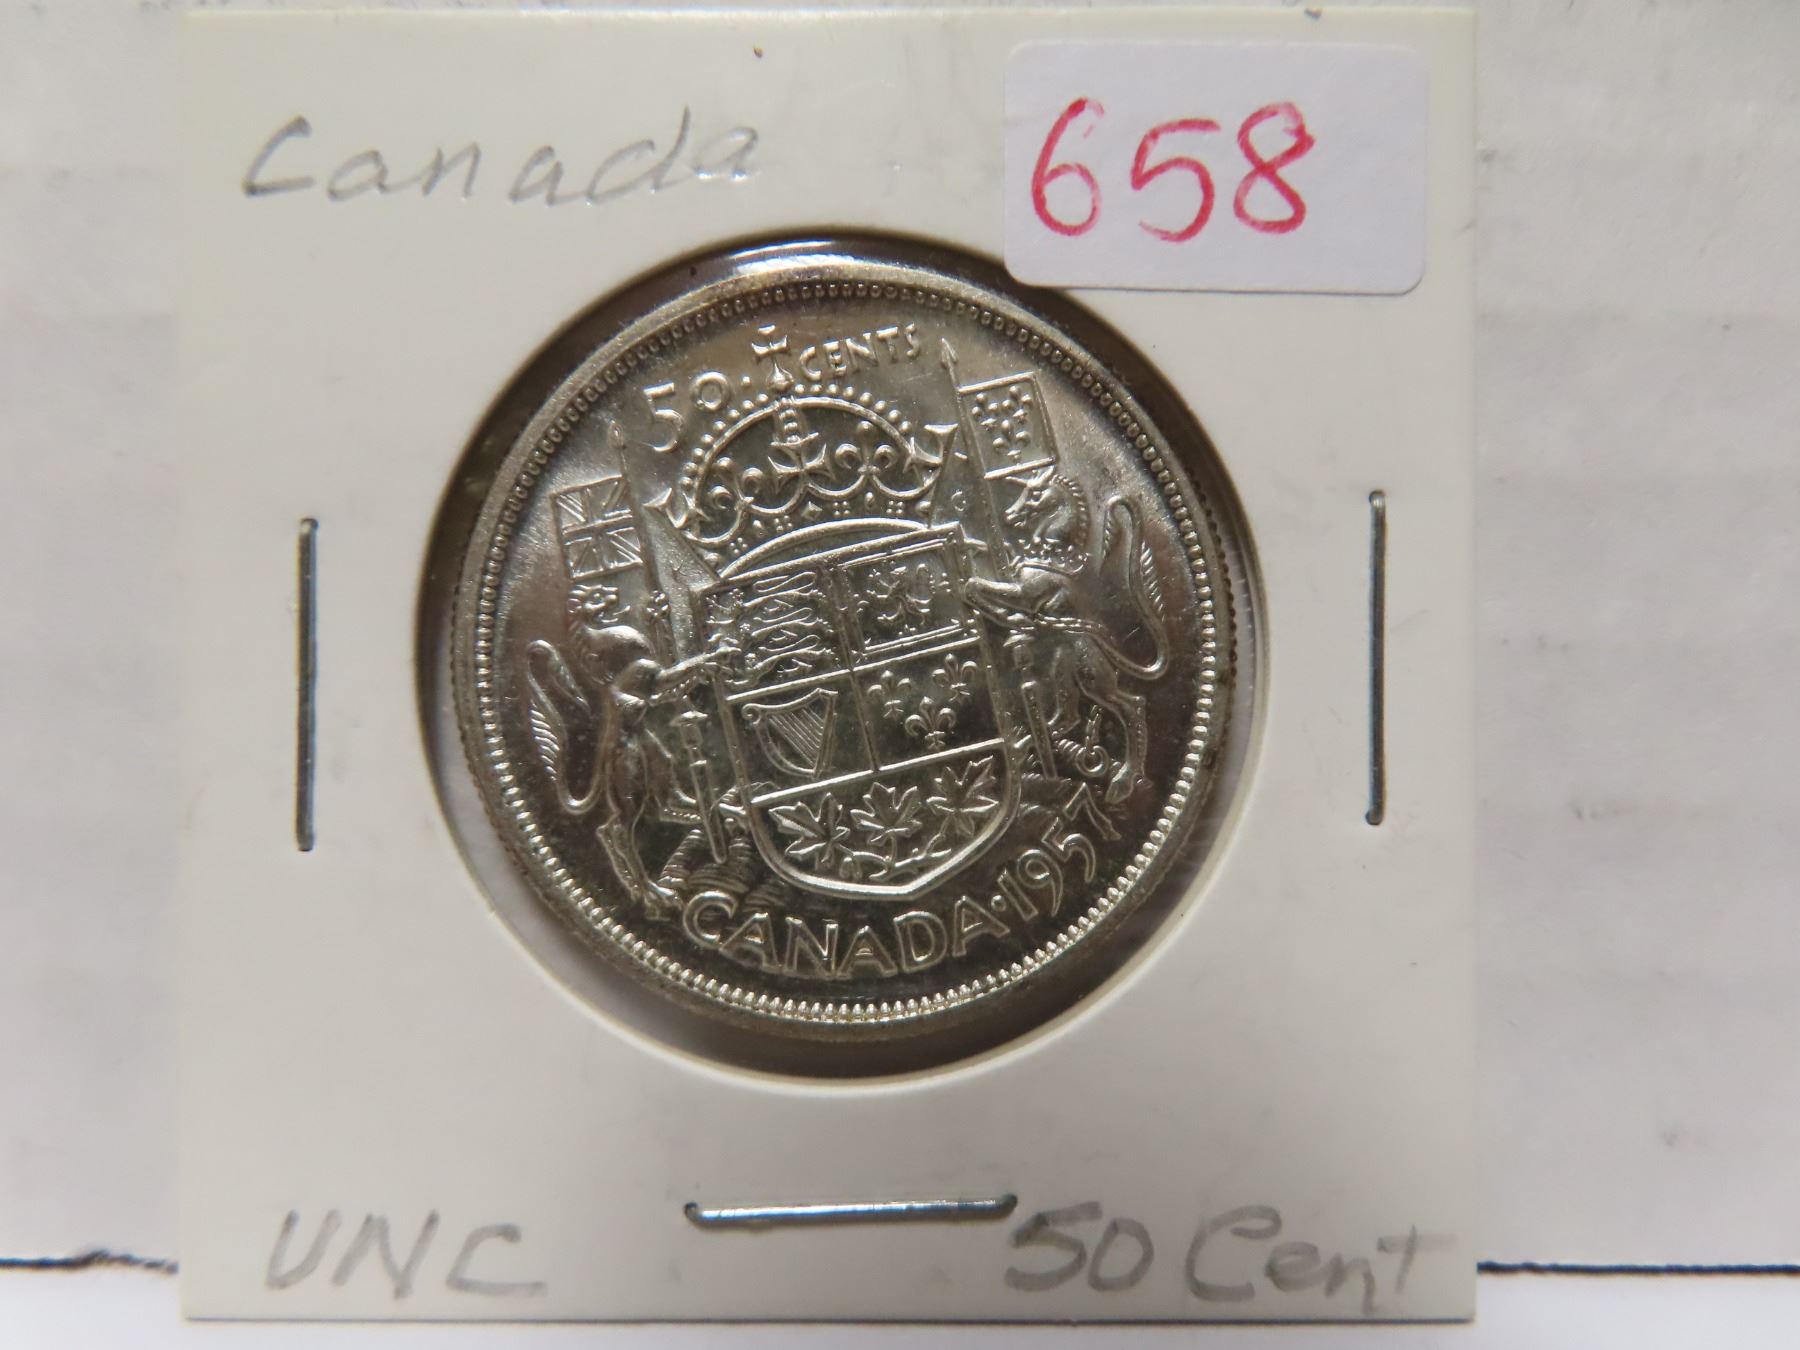 Canada
658
50 CENTS
CANADA • 1957
UNC
50 Cent